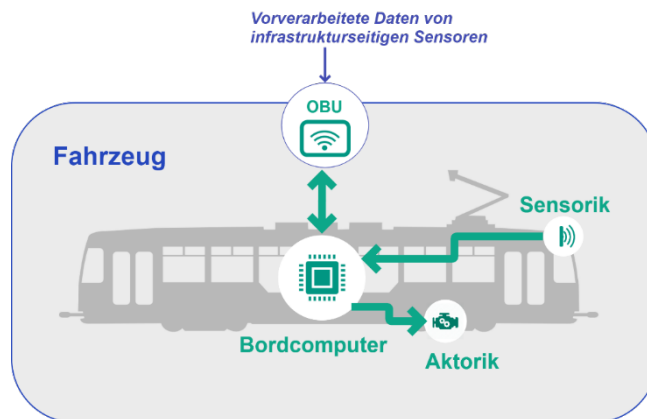 Vorverarbeitete Daten von
infrastrukturseitigen Sensoren
OBU
Fahrzeug
Sensorik
Bordcomputer
Aktorik